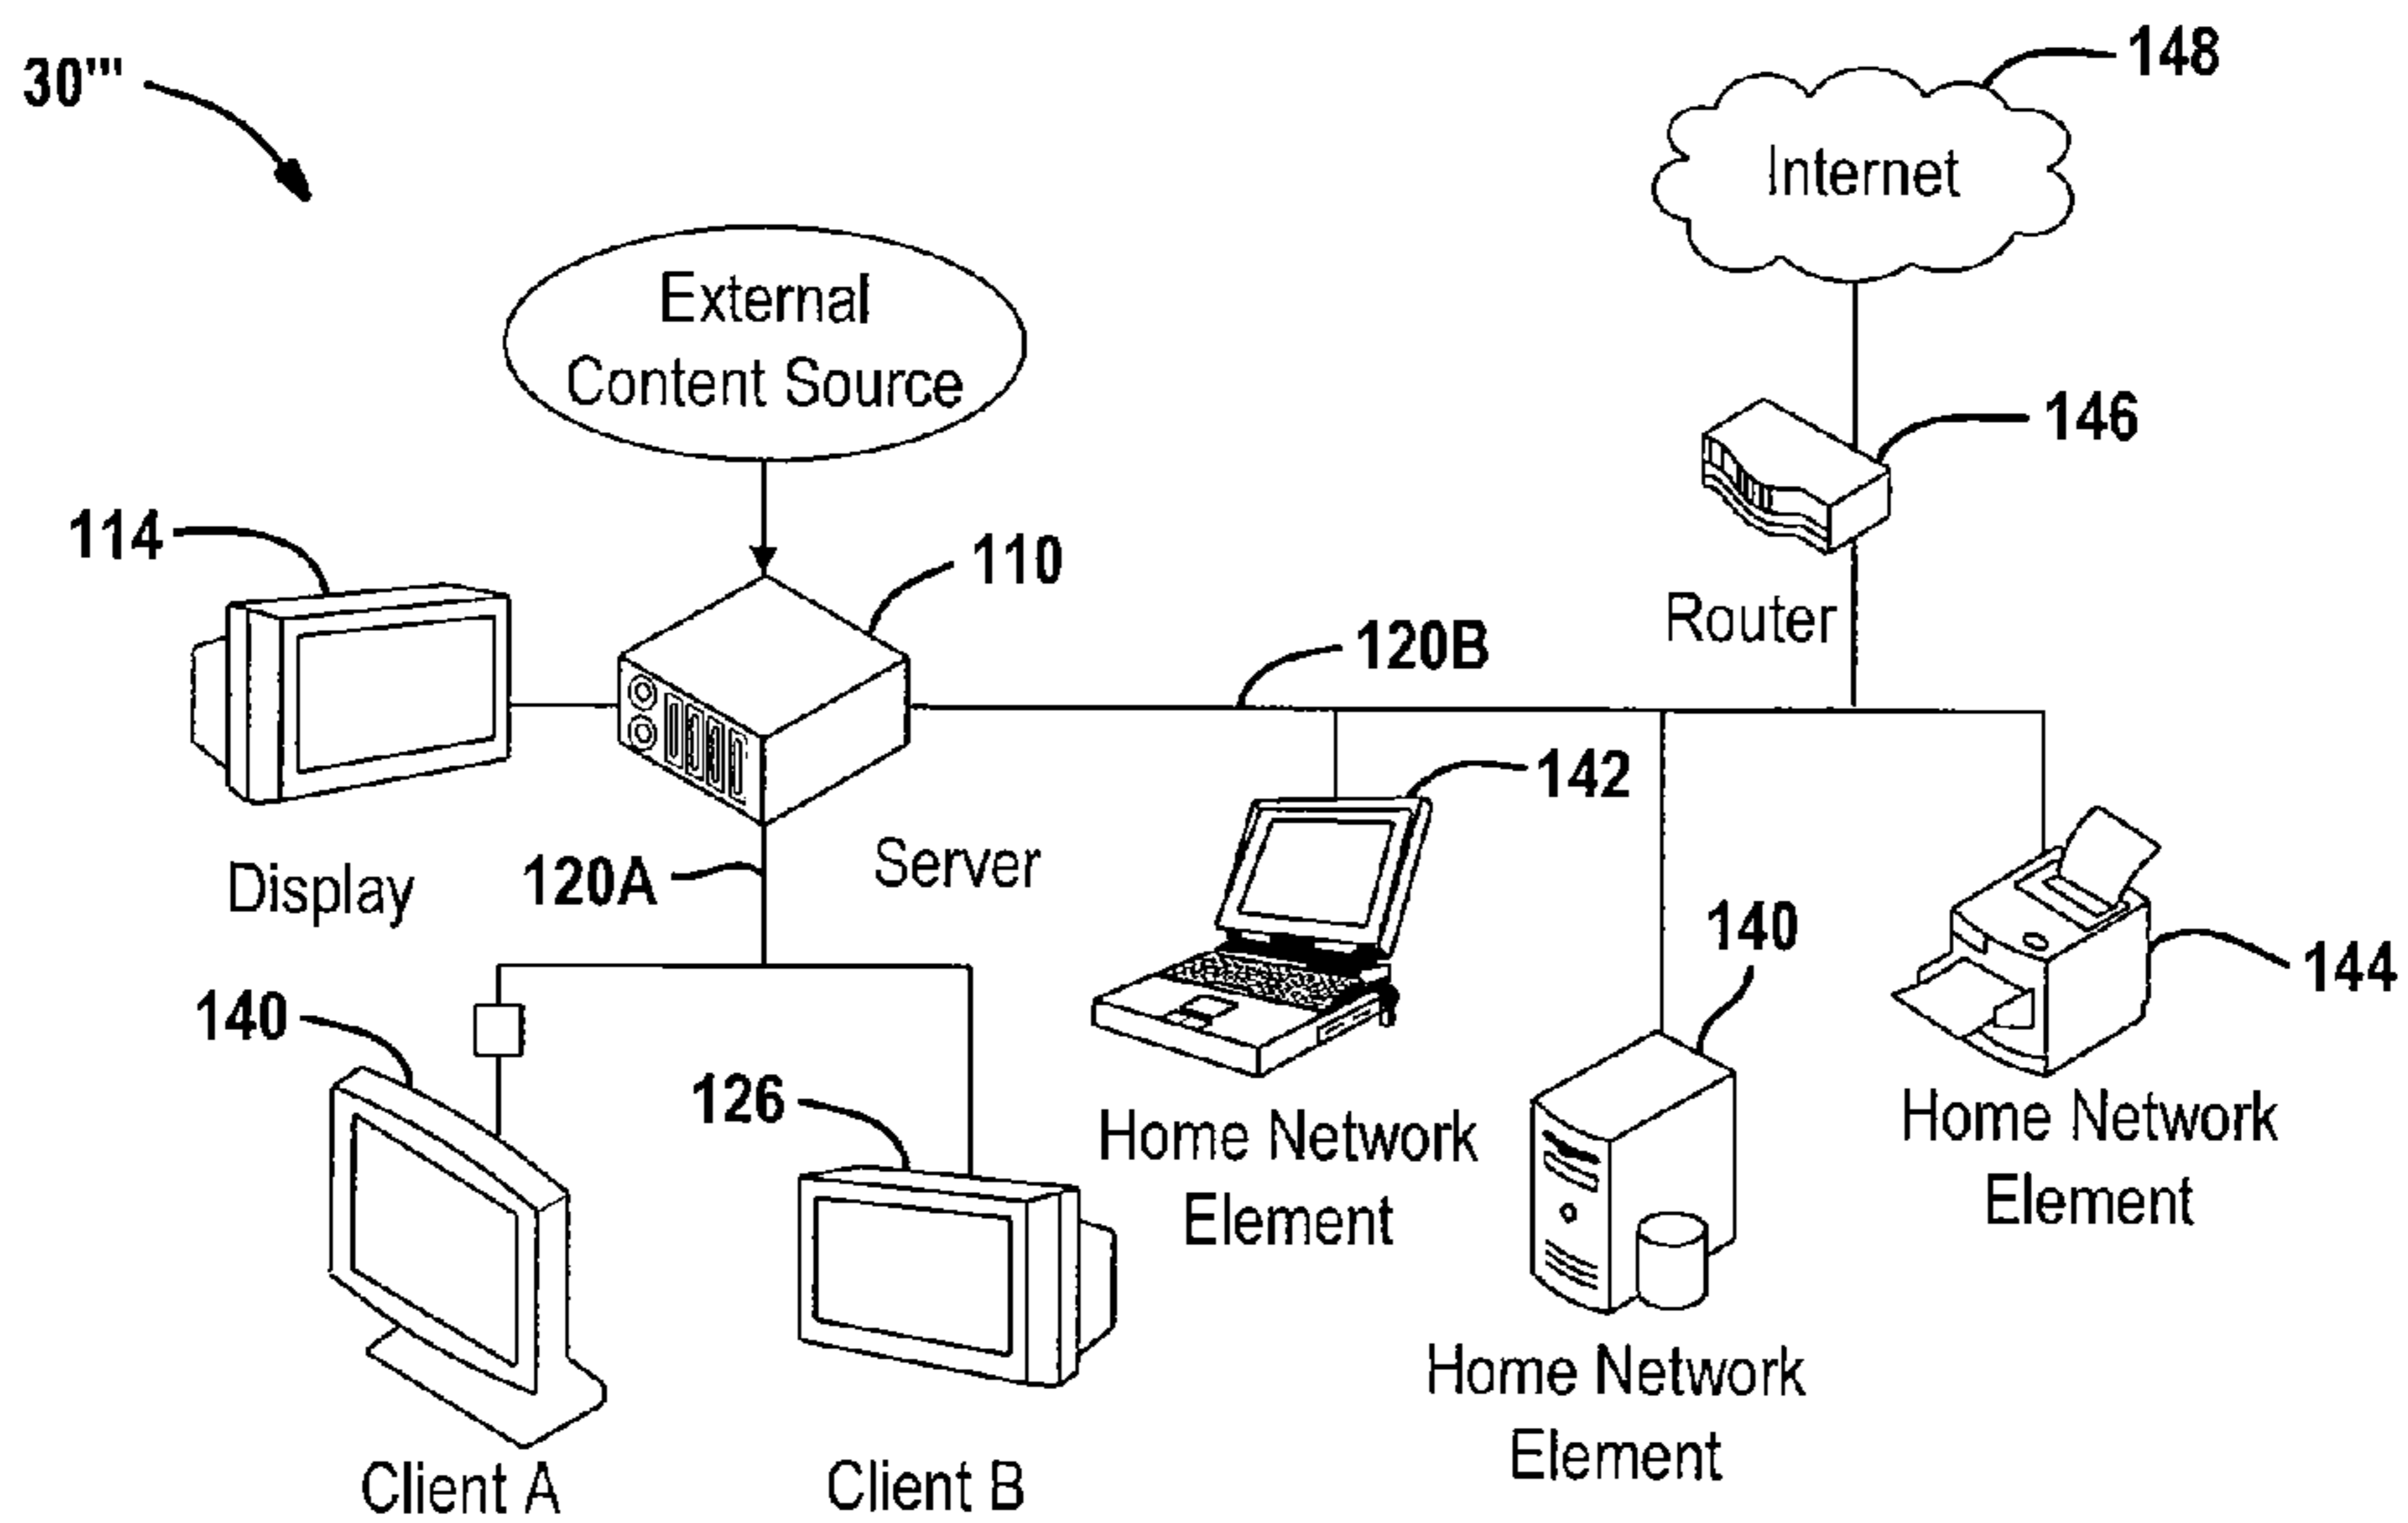 30'''
148
Internet
External
Content Source
146
114
110
Router
120B
142
Display
120A
Server
140
144
140
126
Home Network
Element
Home Network
Element
Home Network
Element
Client A
Client B